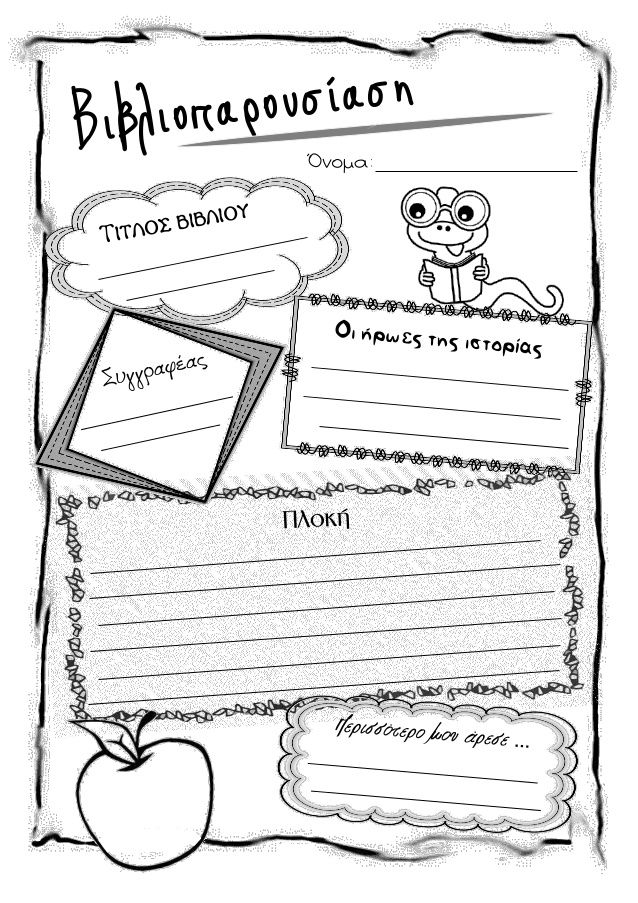 Βιβλιοπαρουσίαση
Όνομα:
Τίτλος βιβλίου
Οι ήρωες της ιστορίας
Συγγραφέας
Πλοκή
Περισσότερο μου άρεσε ...